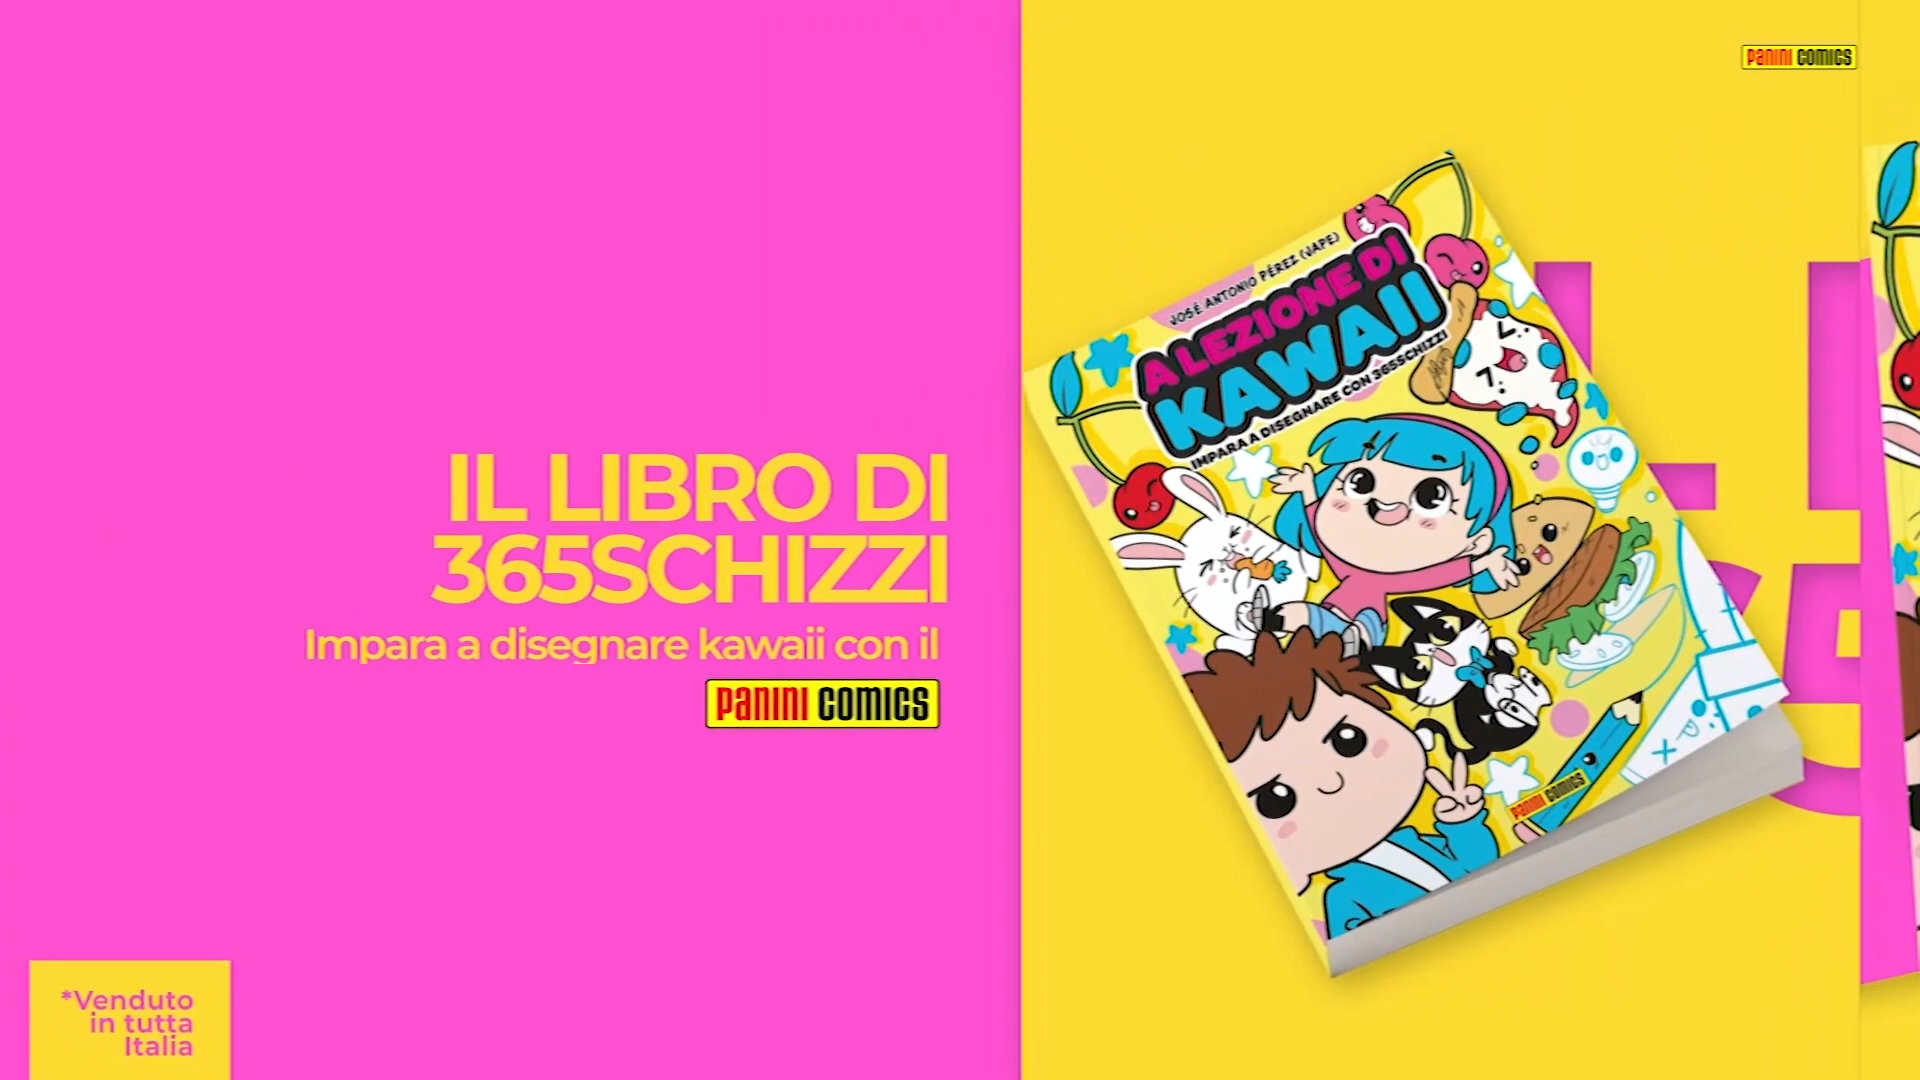 IL LIBRO DI
365SCHIZZI
Impara a disegnare kawaii con il
PANINI COMICS
*Venduto
in tutta
Italia
PANINI COMICS
JOSÉ ANTONIO PÉREZ (JAPE)
A LEZIONE DI
KAWAII
IMPARA A DISEGNARE CON 365SCHIZZI
PANINI COMICS